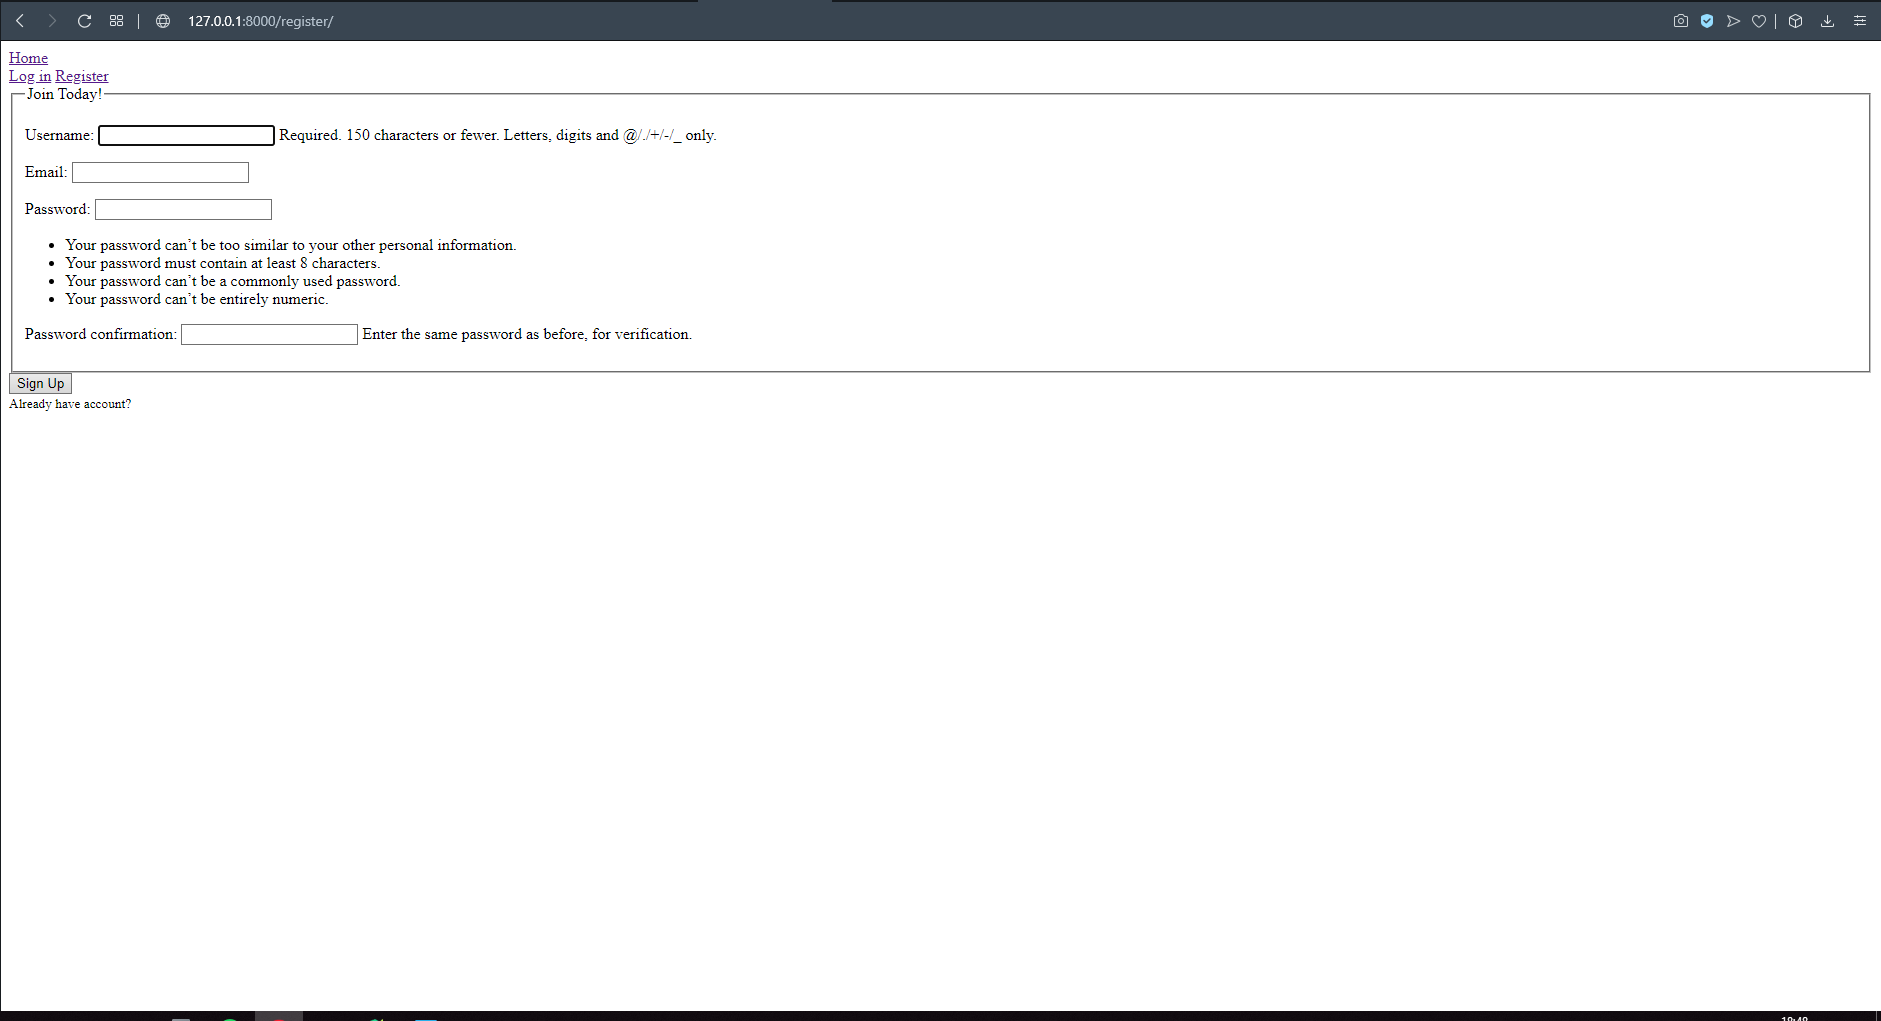 127.0.0.1:8000/register/
Home
Log in Register
Join Today!
Username: Required. 150 characters or fewer. Letters, digits and @/./+/-/_ only.
Email:
Password:
• Your password can’t be too similar to your other personal information.
• Your password must contain at least 8 characters.
• Your password can’t be a commonly used password.
• Your password can’t be entirely numeric.
Password confirmation: Enter the same password as before, for verification.
Sign Up
Already have account?